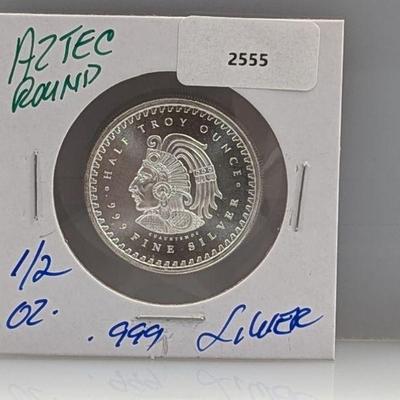 AZTEC
ROUND
2555
HALF TROY OUNCE
.999 FINE SILVER
CUAUHTEMOC
1/2
OZ. .999 SILVER